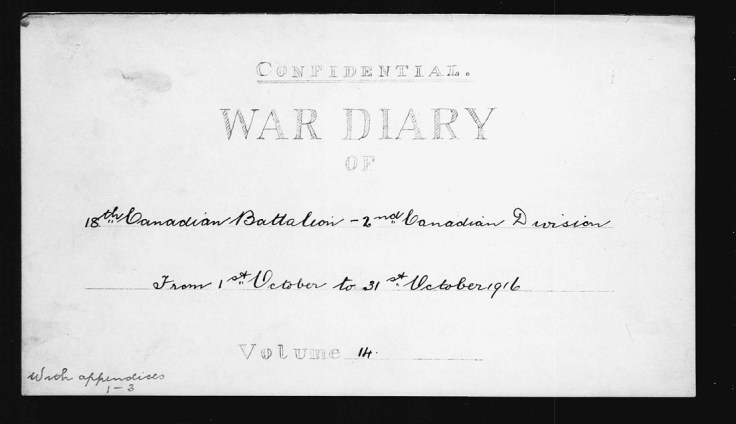 CONFIDENTIAL.
WAR DIARY
OF
18th Canadian Battalion - 2nd Canadian Division
From 1st October to 31st October 1916
Volume 14.
With appendices
1-3